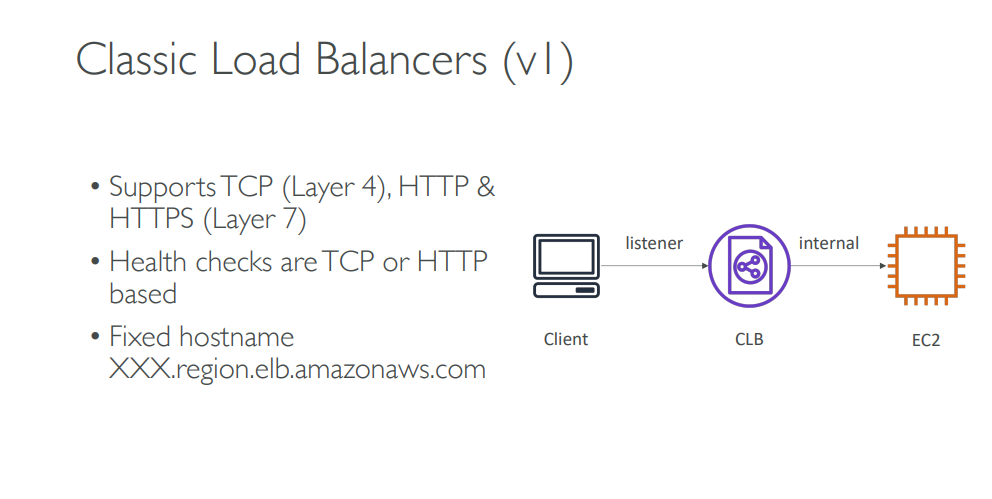 Classic Load Balancers (v1)
• Supports TCP (Layer 4), HTTP &
HTTPS (Layer 7)
• Health checks are TCP or HTTP
based
• Fixed hostname
XXX.region.elb.amazonaws.com
listener
internal
Client
CLB
EC2